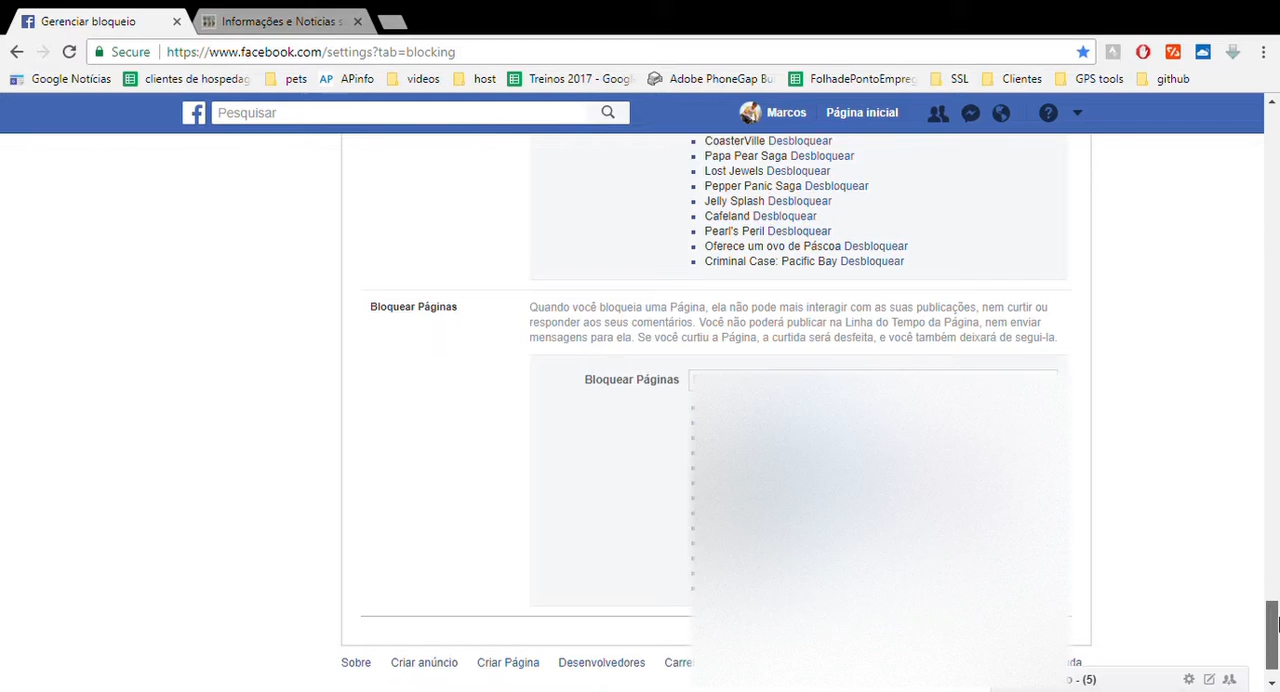 Gerenciar bloqueio
Informações e Noticias s
Secure
https://www.facebook.com/settings?tab=blocking
Google Notícias
clientes de hospedag
pets
AP APinfo
videos
host
Treinos 2017 - Googl
Adobe PhoneGap Bu
FolhadePontoEmpreg
SSL
Clientes
GPS tools
github
Pesquisar
Marcos
Página inicial
CoasterVille Desbloquear
Papa Pear Saga Desbloquear
Lost Jewels Desbloquear
Pepper Panic Saga Desbloquear
Jelly Splash Desbloquear
Cafeland Desbloquear
Pearl's Peril Desbloquear
Oferece um ovo de Páscoa Desbloquear
Criminal Case: Pacific Bay Desbloquear
Bloquear Páginas
Quando você bloqueia uma Página, ela não pode mais interagir com as suas publicações, nem curtir ou
responder aos seus comentários. Você não poderá publicar na Linha do Tempo da Página, nem enviar
mensagens para ela. Se você curtiu a Página, a curtida será desfeita, e você também deixará de segui-la.
Bloquear Páginas
Sobre
Criar anúncio
Criar Página
Desenvolvedores
Carre
uda
o - (5)